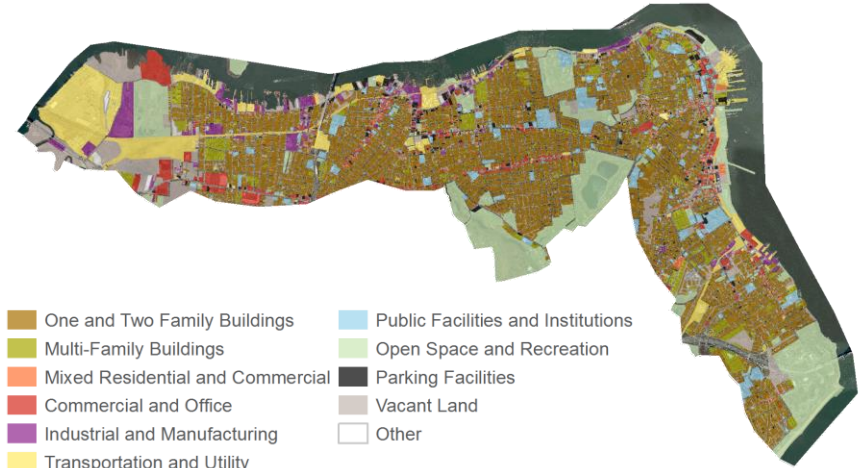 One and Two Family Buildings
Multi-Family Buildings
Mixed Residential and Commercial
Commercial and Office
Industrial and Manufacturing
Transportation and Utility
Public Facilities and Institutions
Open Space and Recreation
Parking Facilities
Vacant Land
Other